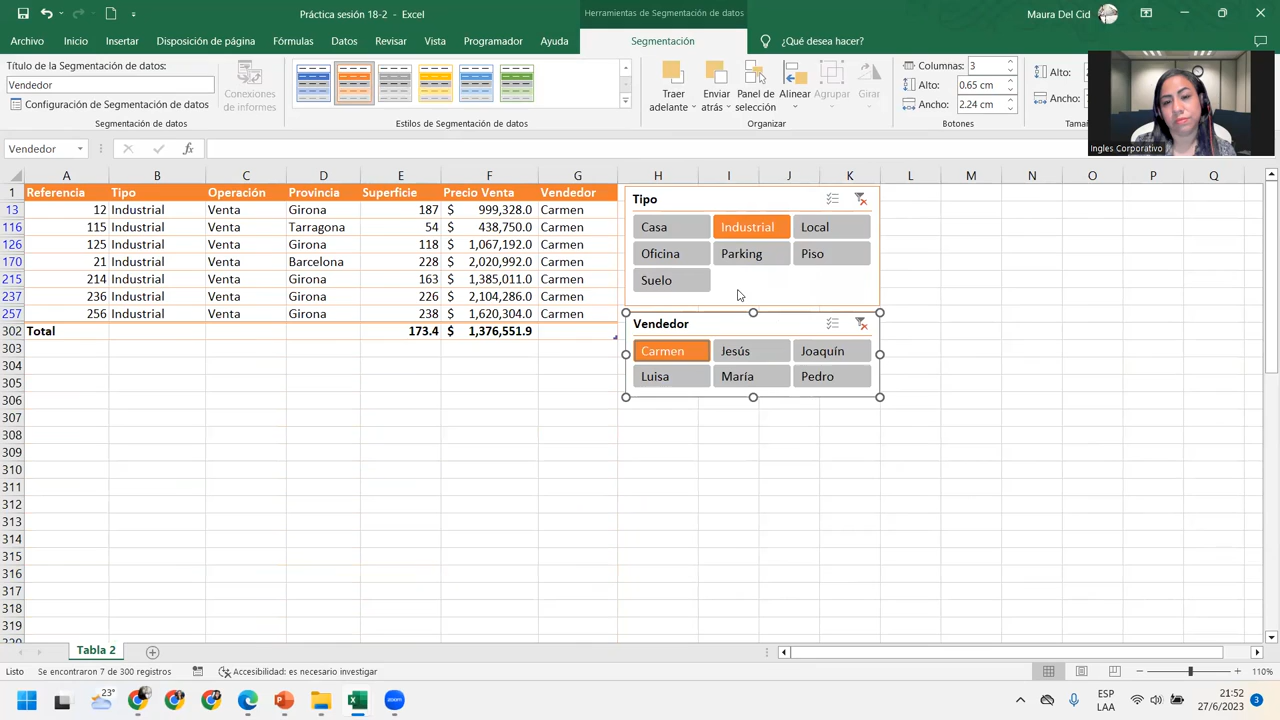 Práctica sesión 18-2 - Excel
Herramientas de Segmentación de datos
Maura Del Cid
Archivo Inicio Insertar Disposición de página Fórmulas Datos Revisar Vista Programador Ayuda Segmentación ¿Qué desea hacer?
Título de la Segmentación de datos:
Vendedor
Configuración de Segmentación de datos
Segmentación de datos
Conexiones de informes
Estilos de Segmentación de datos
Traer adelante
Enviar atrás
Panel de selección
Alinear
Agrupar
Girar
Organizar
Columnas: 3
Alto: 0.65 cm
Ancho: 2.24 cm
Botones
Alto:
Ancho:
Tama
Ingles Corporativo
Vendedor fx
A B C D E F G H I J K L M N O P Q
1 Referencia Tipo Operación Provincia Superficie Precio Venta Vendedor
13 12 Industrial Venta Girona 187 $ 999,328.0 Carmen
116 115 Industrial Venta Tarragona 54 $ 438,750.0 Carmen
126 125 Industrial Venta Girona 118 $ 1,067,192.0 Carmen
170 21 Industrial Venta Barcelona 228 $ 2,020,992.0 Carmen
215 214 Industrial Venta Girona 163 $ 1,385,011.0 Carmen
237 236 Industrial Venta Girona 226 $ 2,104,286.0 Carmen
257 256 Industrial Venta Girona 238 $ 1,620,304.0 Carmen
302 Total 173.4 $ 1,376,551.9
303
304
305
306
307
308
309
310
311
312
313
314
315
316
317
318
319
Tipo
Casa Industrial Local
Oficina Parking Piso
Suelo
Vendedor
Carmen Jesús Joaquín
Luisa María Pedro
Tabla 2
Listo Se encontraron 7 de 300 registros Accesibilidad: es necesario investigar 110%
23°
zoom
ESP
LAA
21:52
27/6/2023
3